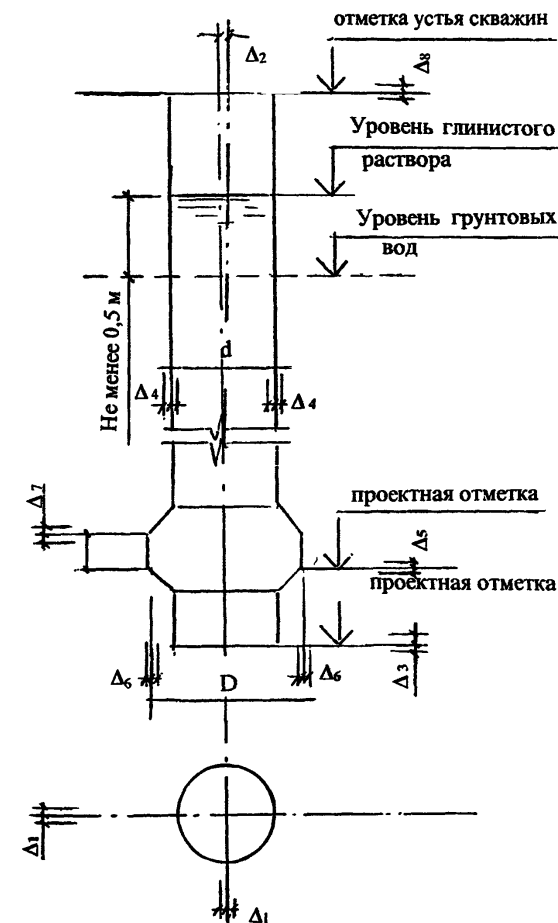 отметка устья скважин
Δ2
Δ8
Уровень глинистого
раствора
Уровень грунтовых
вод
Не менее 0,5 м
d
Δ4
Δ4
Δ7
проектная отметка
Δ5
проектная отметка
Δ3
Δ6
D
Δ6
Δ1
Δ1